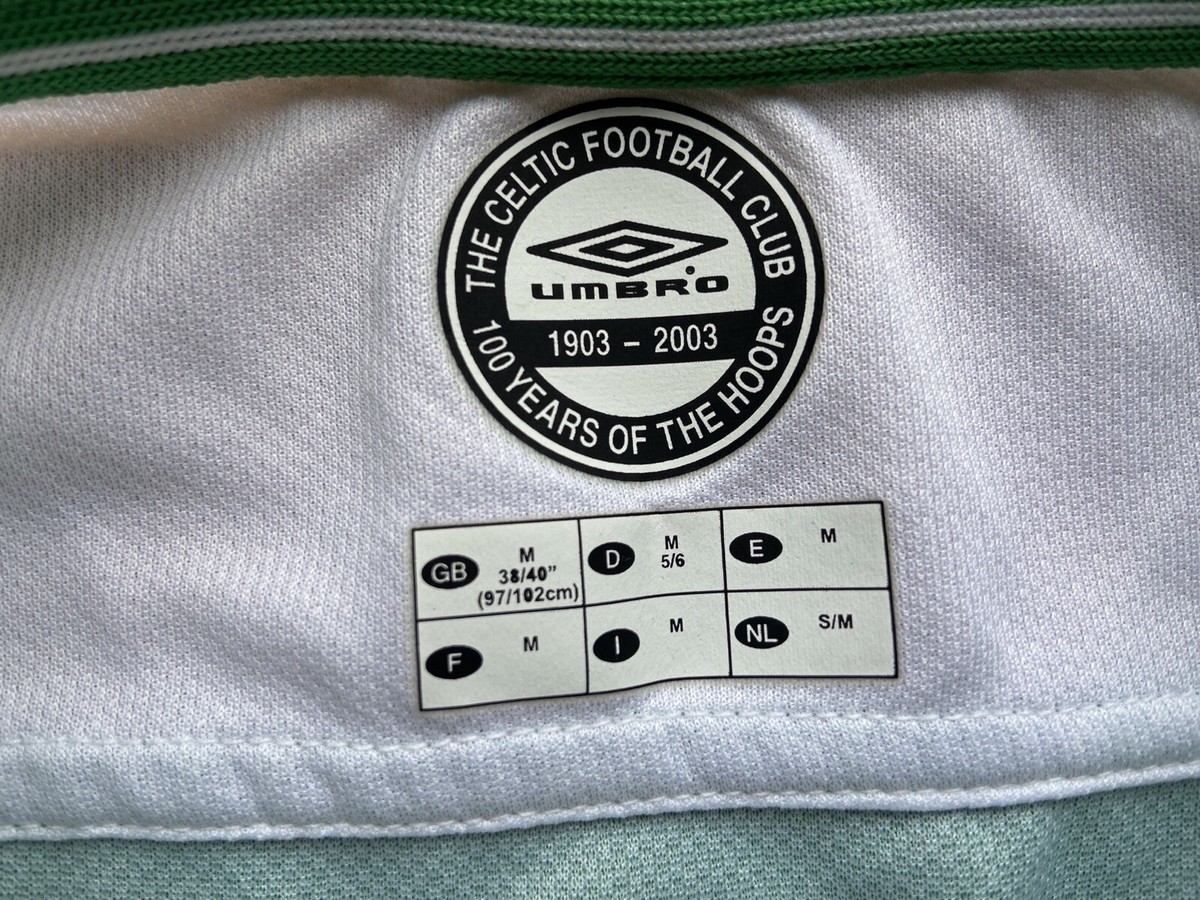 THE CELTIC FOOTBALL CLUB
UMBRO
1903 - 2003
100 YEARS OF THE HOOPS
GB M
38/40”
(97/102cm)
D M
5/6
E M
F M
I M
NL S/M